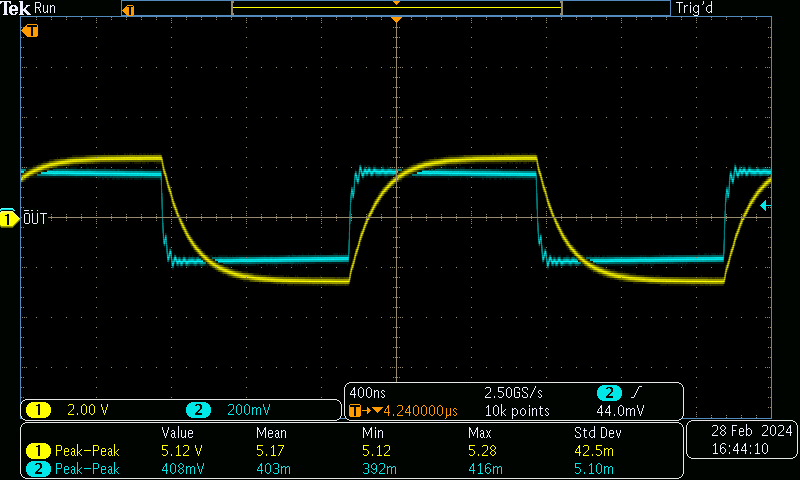 Tek Run Trig'd
T
T
1 OUT
1 2.00 V 2 200mV
400ns 2.50GS/s 2
T→▼4.240000µs 10k points 44.0mV
Value Mean Min Max Std Dev
1 Peak-Peak 5.12 V 5.17 5.12 5.28 42.5m
2 Peak-Peak 408mV 403m 392m 416m 5.10m
28 Feb 2024
16:44:10